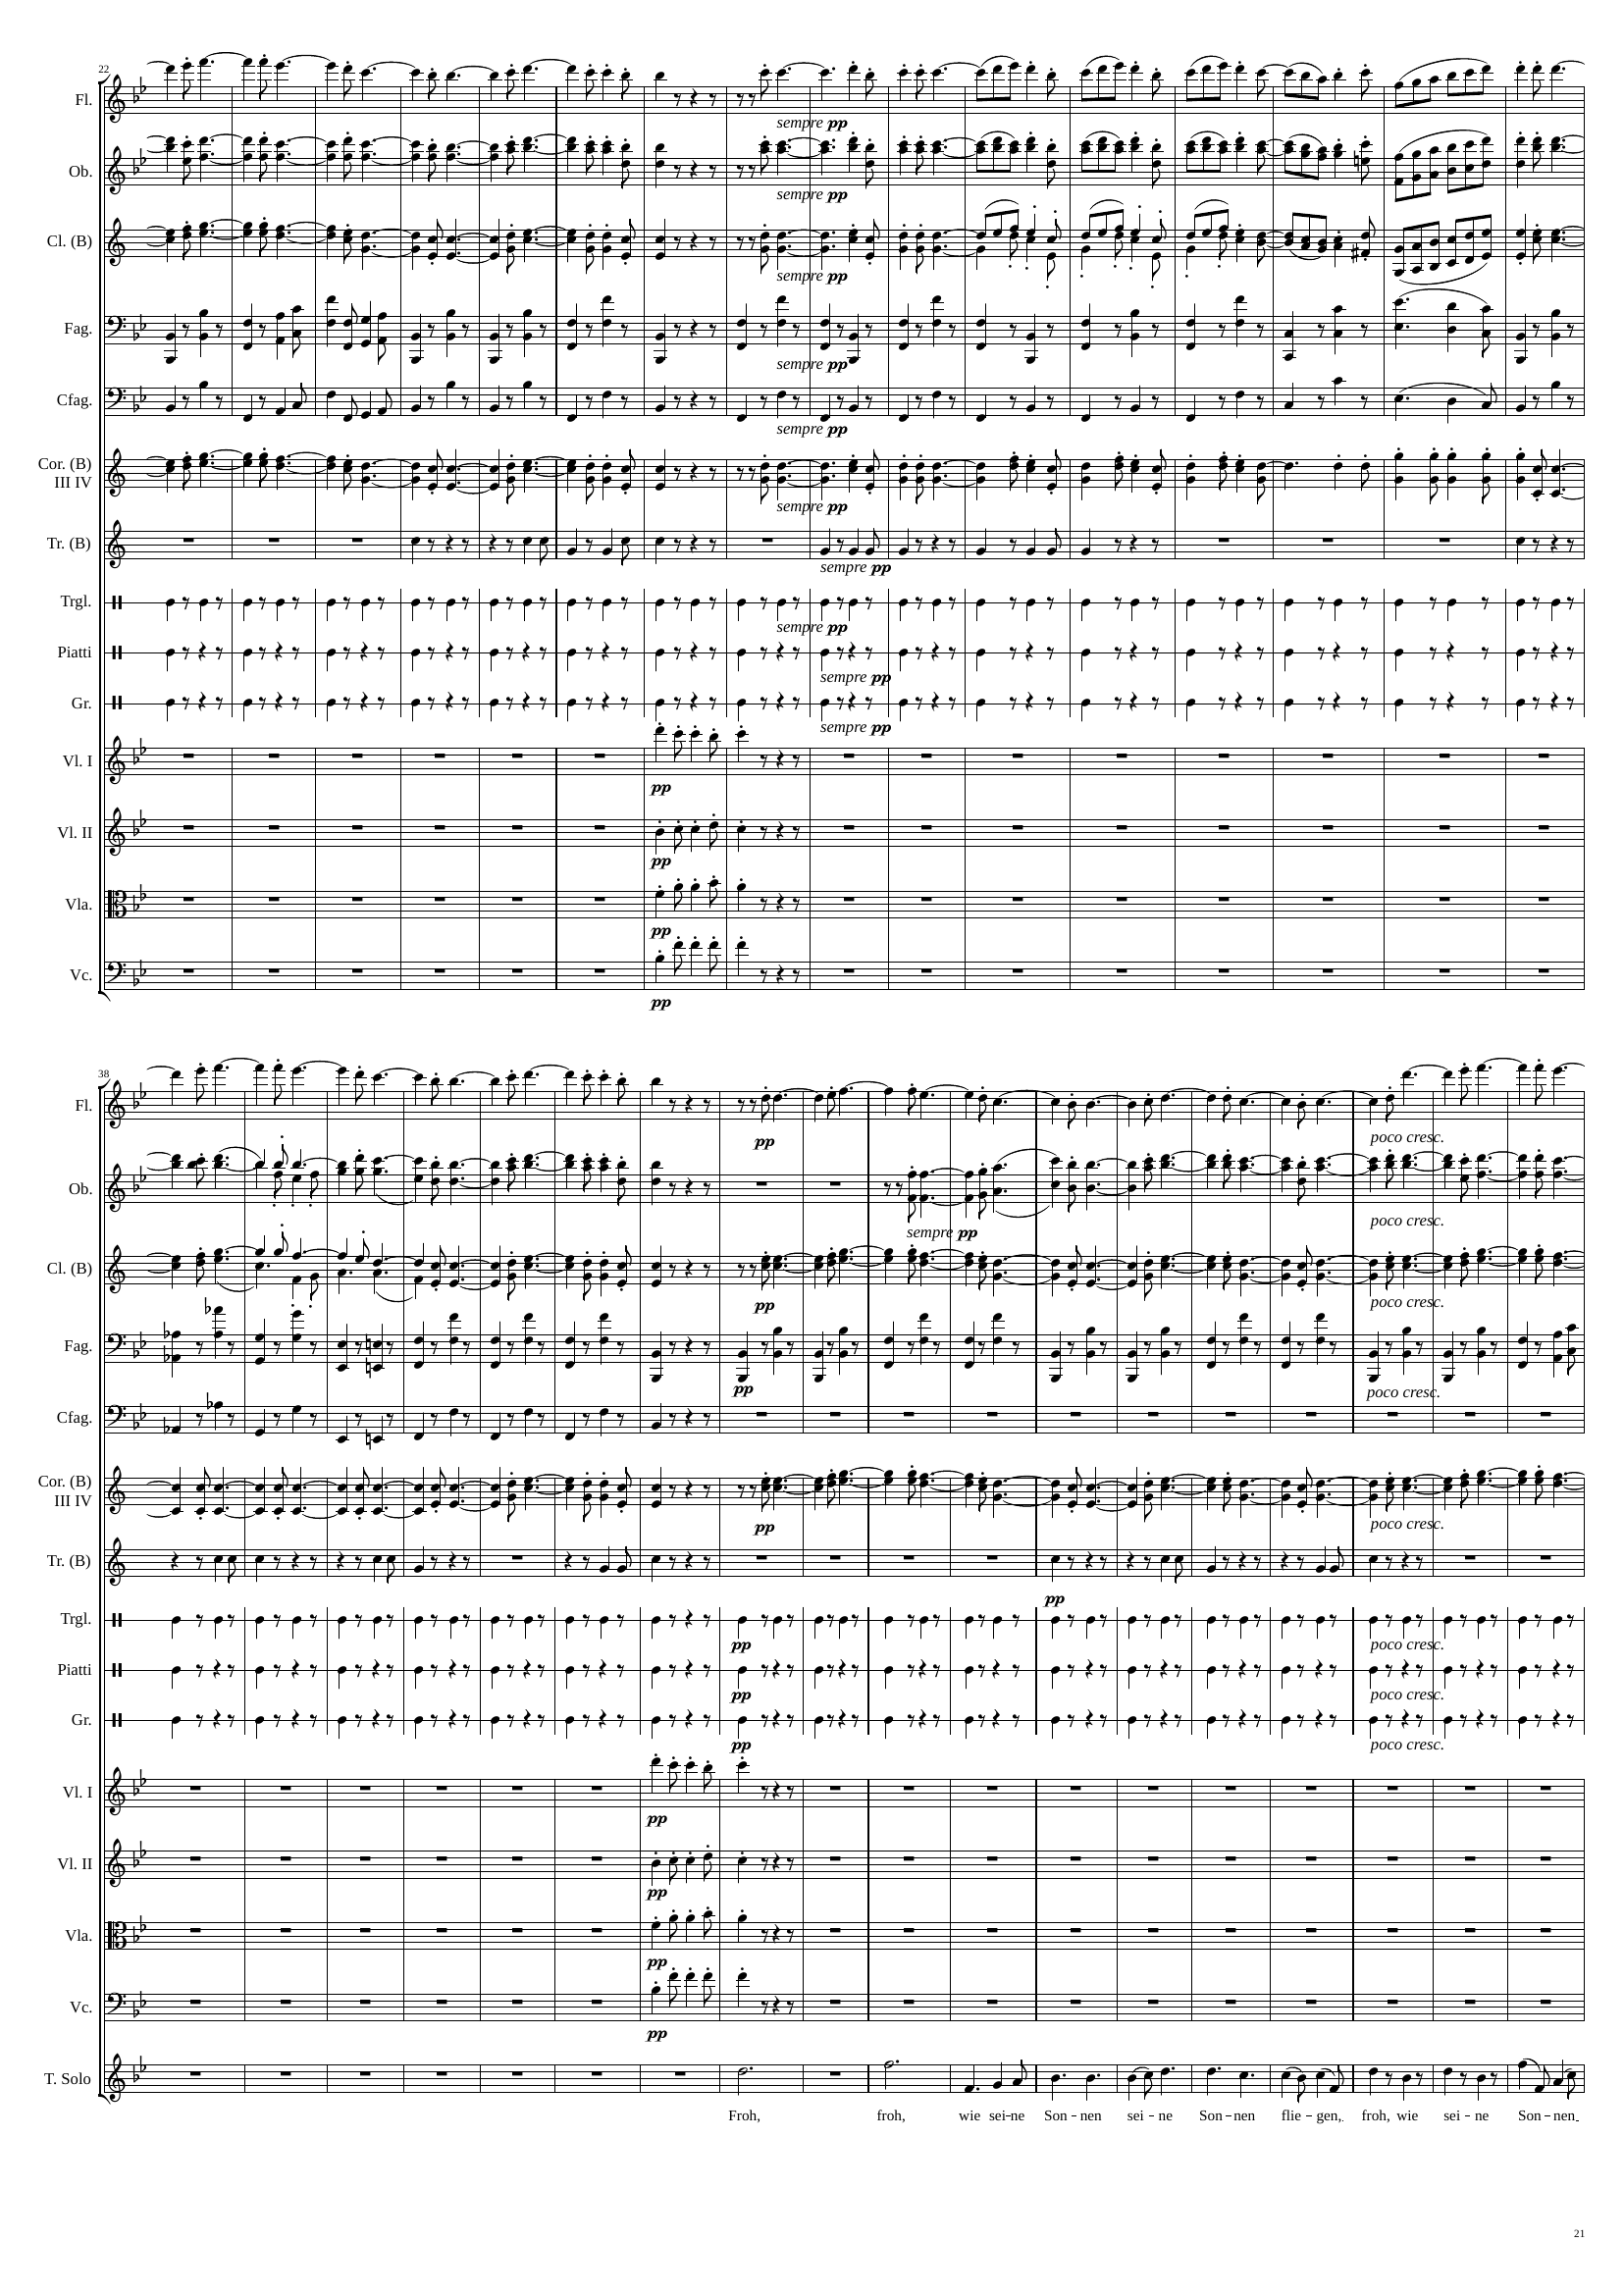 22
Fl.
sempre pp
Ob.
sempre pp
Cl. (B)
sempre pp
Fag.
sempre pp
Cfag.
sempre pp
Cor. (B)
III IV
sempre pp
Tr. (B)
sempre pp
Trgl.
sempre pp
Piatti
sempre pp
Gr.
sempre pp
Vl. I
pp
Vl. II
pp
Vla.
pp
Vc.
pp
38
Fl.
pp poco cresc.
Ob.
sempre pp poco cresc.
Cl. (B)
pp poco cresc.
Fag.
pp poco cresc.
Cfag.
Cor. (B)
III IV
pp poco cresc.
Tr. (B)
pp
Trgl.
pp poco cresc.
Piatti
pp poco cresc.
Gr.
pp poco cresc.
Vl. I
pp
Vl. II
pp
Vla.
pp
Vc.
pp
T. Solo
Froh, froh, wie sei - ne Son - nen sei - ne Son - nen flie - gen, froh, wie sei - ne Son - nen
21